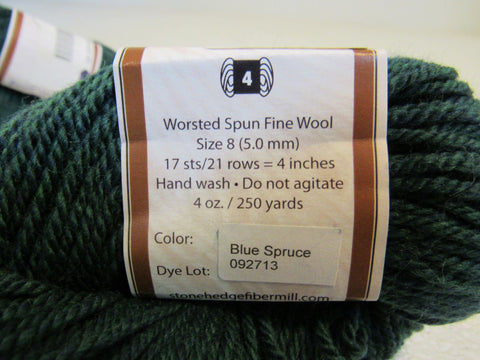 4
Worsted Spun Fine Wool
Size 8 (5.0 mm)
17 sts/21 rows = 4 inches
Hand wash • Do not agitate
4 oz. / 250 yards
Color: Blue Spruce
Dye Lot: 092713
stonehedgefibermill.com